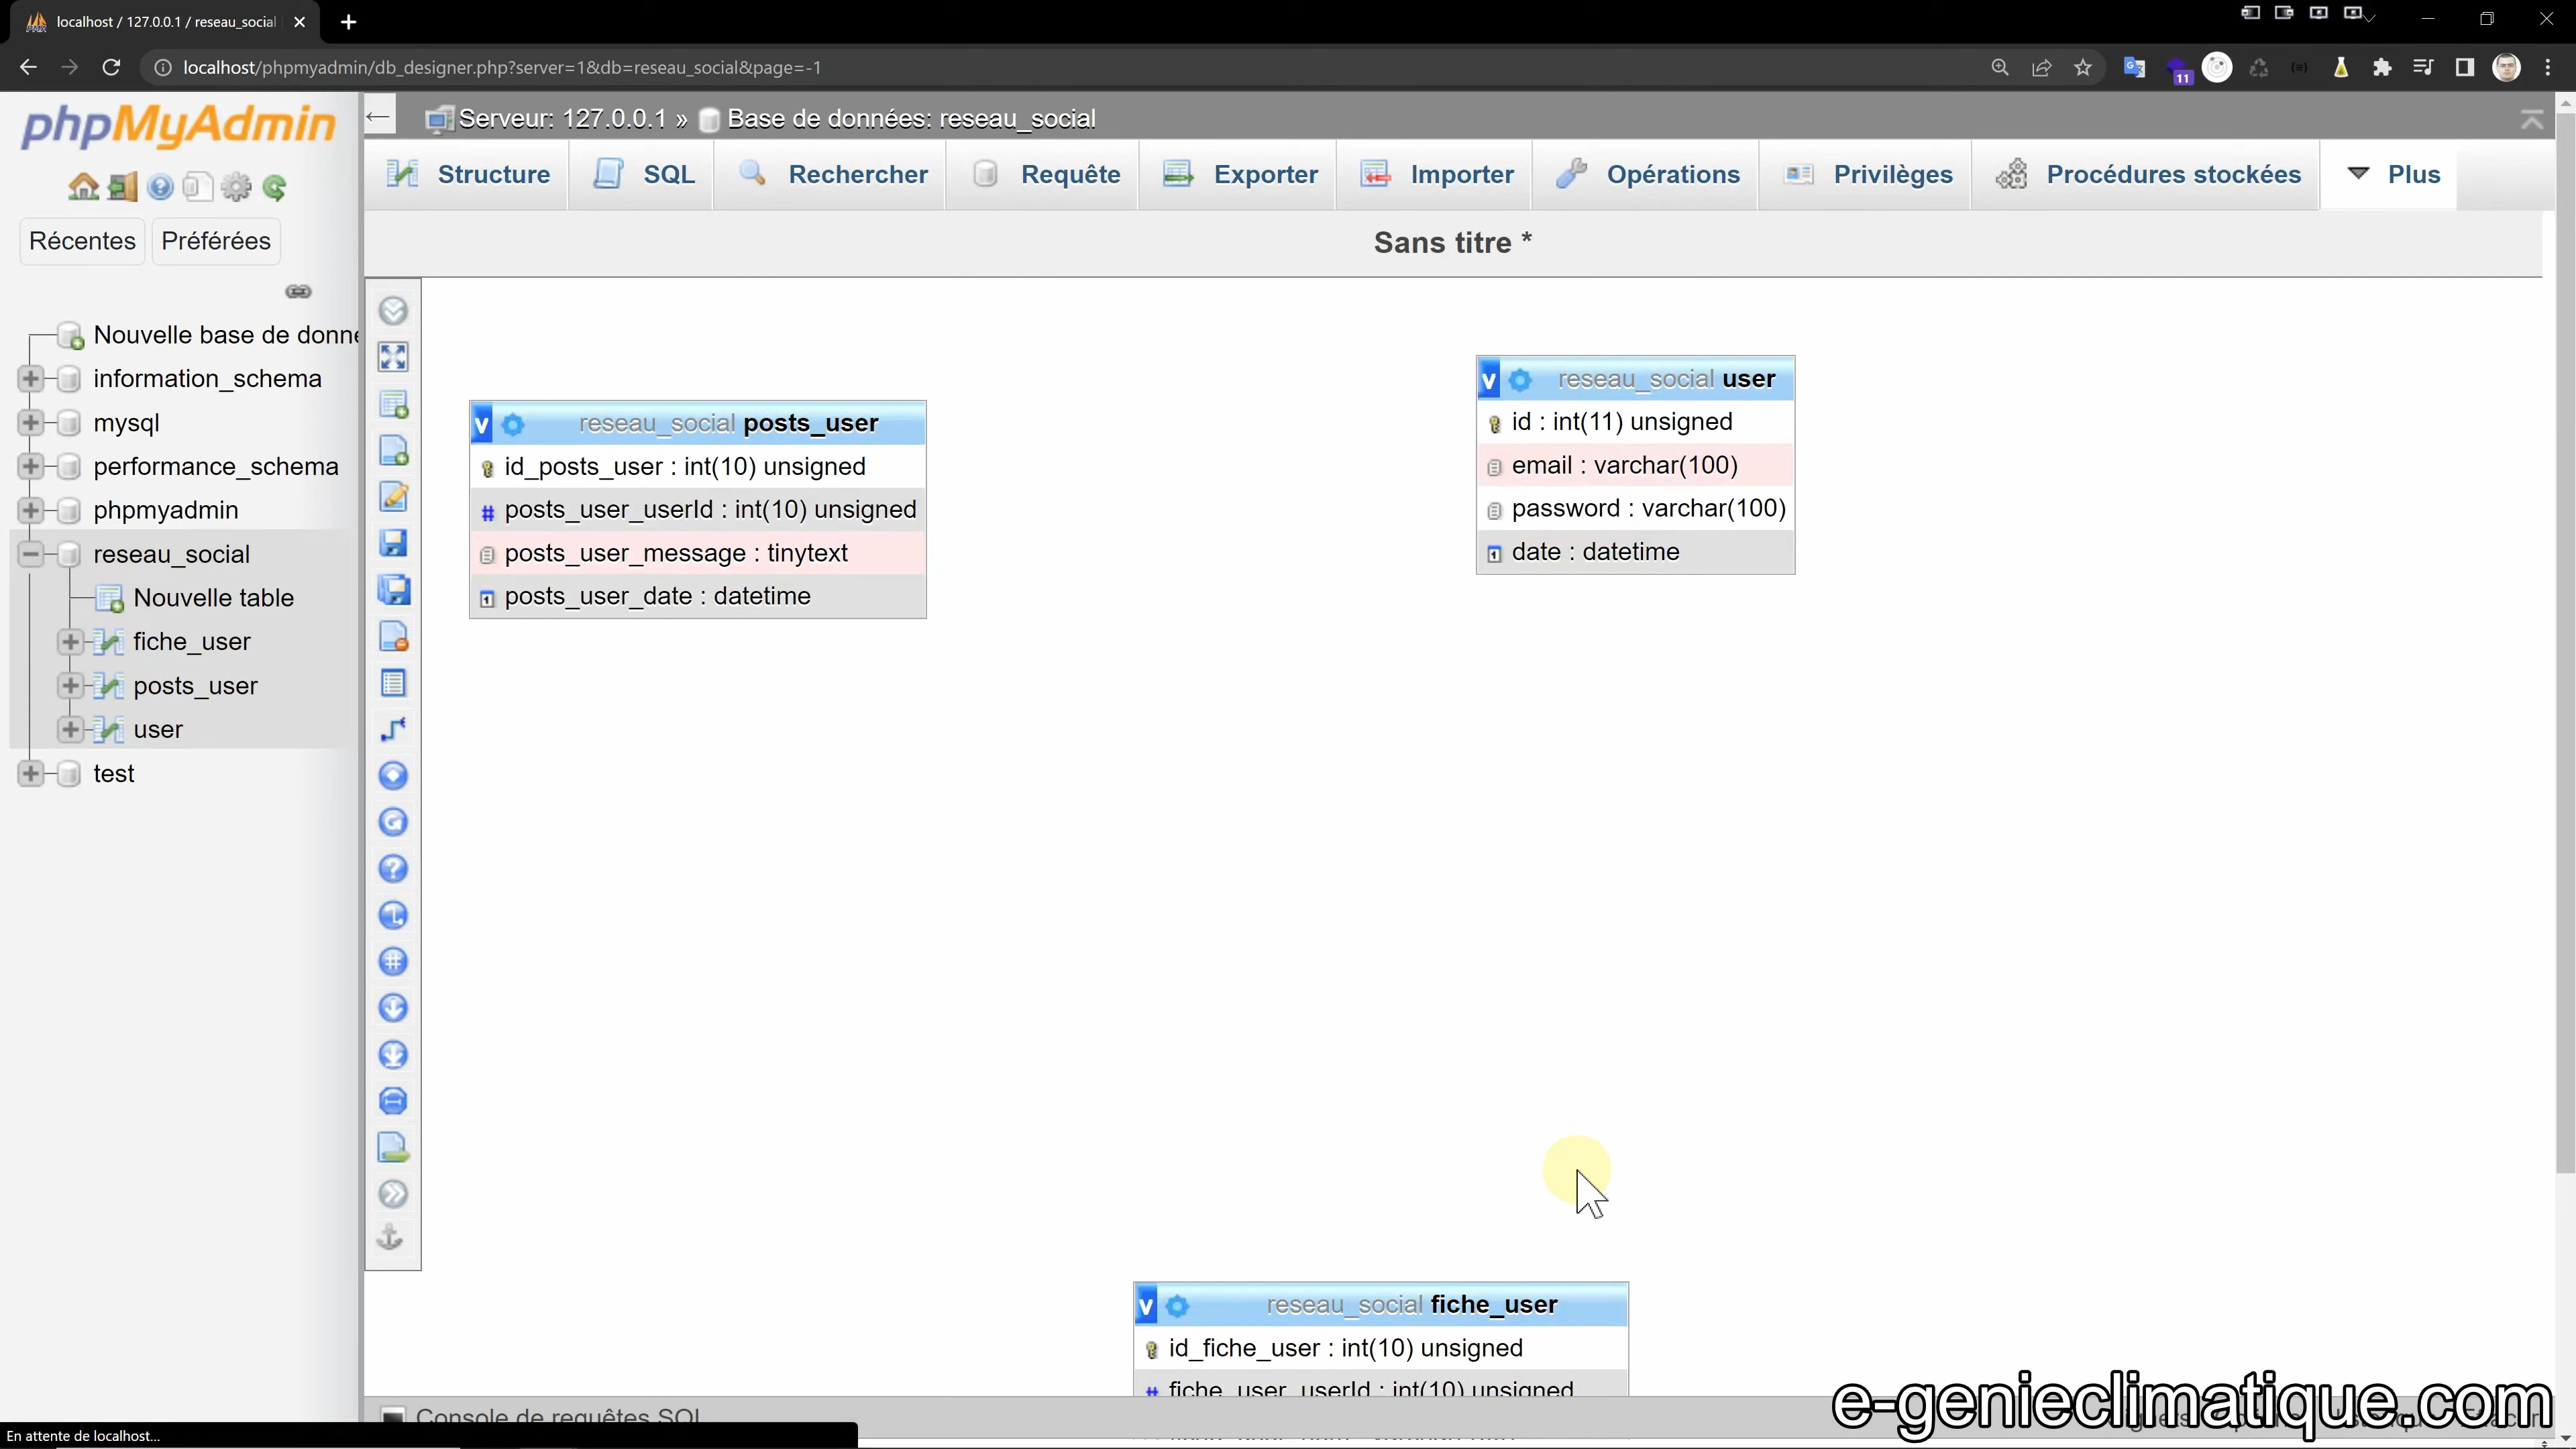 localhost / 127.0.0.1 / reseau_social
localhost/phpmyadmin/db_designer.php?server=1&db=reseau_social&page=-1
11
phpMyAdmin
Récentes
Préférées
Nouvelle base de donné
information_schema
mysql
performance_schema
phpmyadmin
reseau_social
Nouvelle table
fiche_user
posts_user
user
test
Serveur: 127.0.0.1 » Base de données: reseau_social
Structure
SQL
Rechercher
Requête
Exporter
Importer
Opérations
Privilèges
Procédures stockées
Plus
Sans titre *
v reseau_social posts_user
id_posts_user : int(10) unsigned
# posts_user_userId : int(10) unsigned
posts_user_message : tinytext
posts_user_date : datetime
v reseau_social user
id : int(11) unsigned
email : varchar(100)
password : varchar(100)
date : datetime
v reseau_social fiche_user
id_fiche_user : int(10) unsigned
# fiche_user_userId : int(10) unsigned
Console de requêtes SQL
e-genieclimatique.com
En attente de localhost...